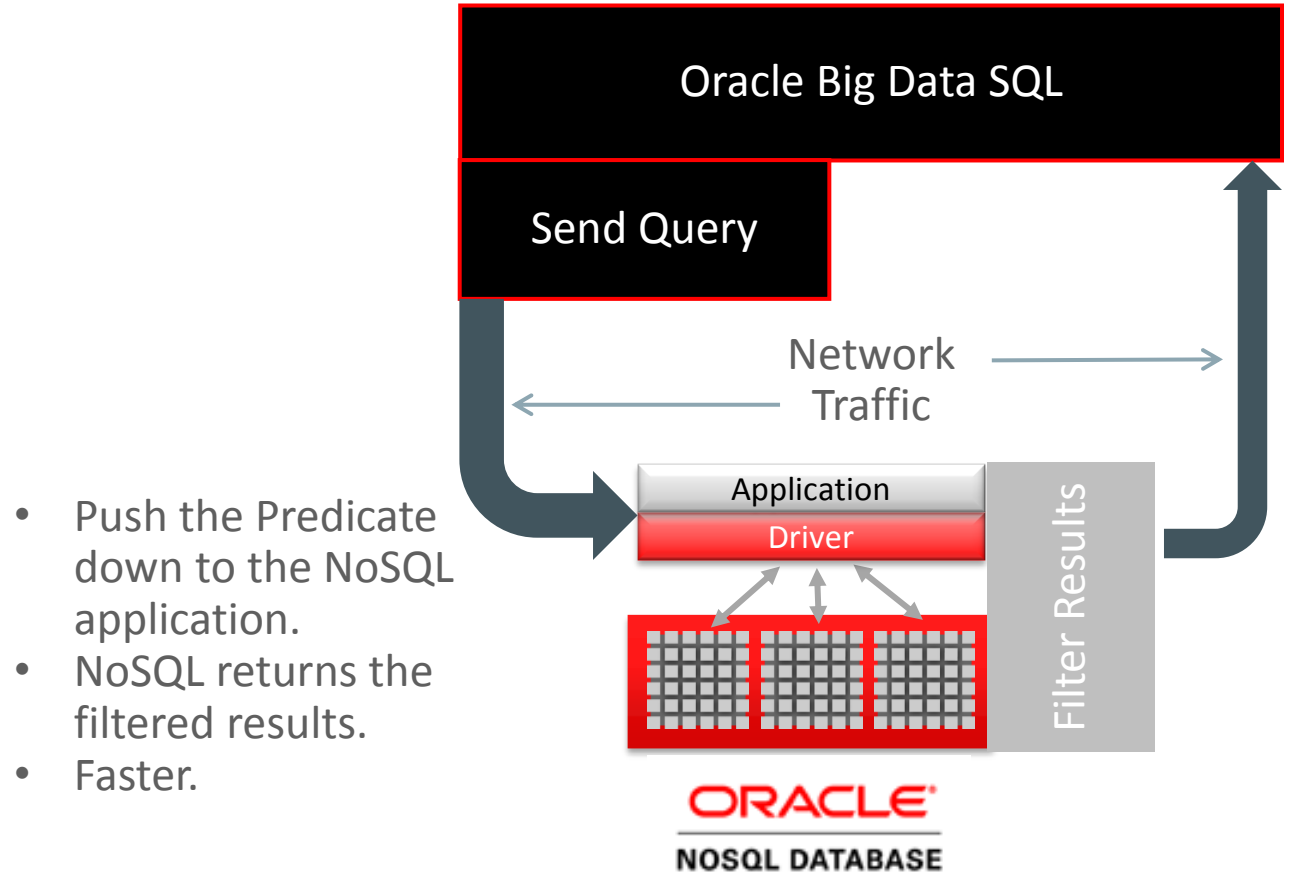 Oracle Big Data SQL
Send Query
Network
Traffic
Application
Driver
Filter Results
• Push the Predicate
down to the NoSQL
application.
• NoSQL returns the
filtered results.
• Faster.
ORACLE®
NOSQL DATABASE